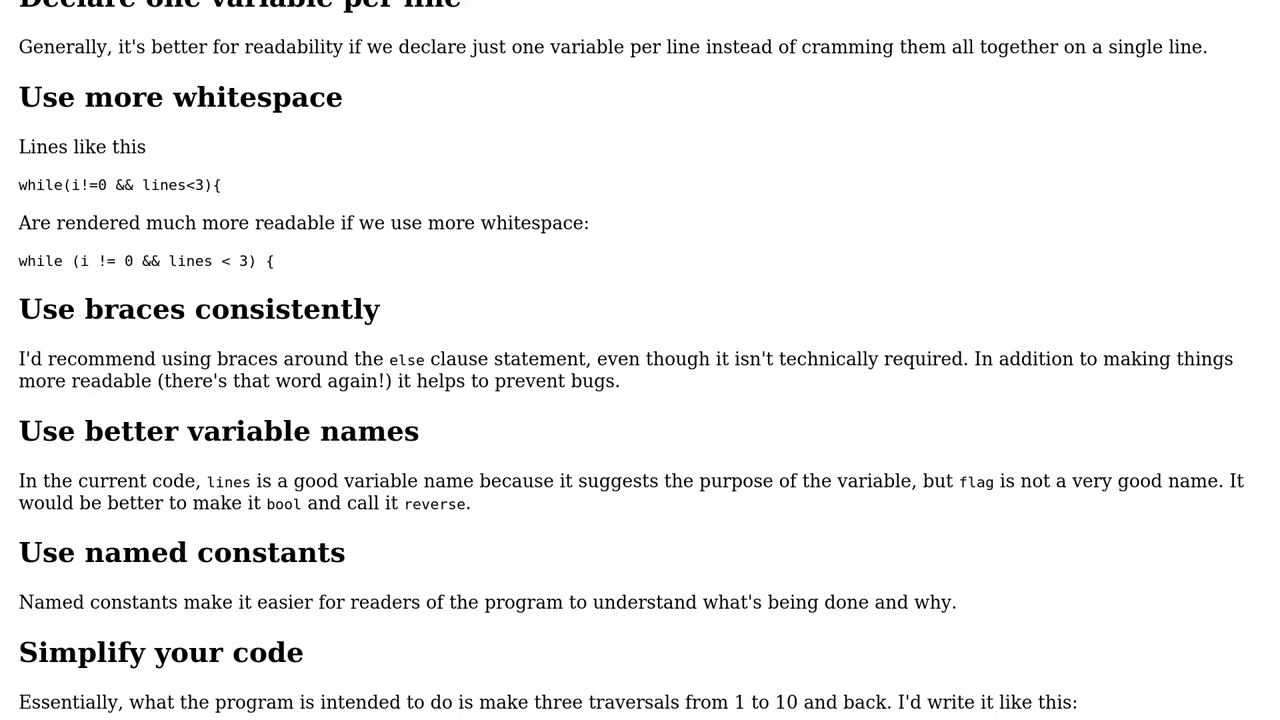 Declare one variable per line
Generally, it's better for readability if we declare just one variable per line instead of cramming them all together on a single line.
Use more whitespace
Lines like this
while(i!=0 && lines<3){
Are rendered much more readable if we use more whitespace:
while (i != 0 && lines < 3) {
Use braces consistently
I'd recommend using braces around the else clause statement, even though it isn't technically required. In addition to making things
more readable (there's that word again!) it helps to prevent bugs.
Use better variable names
In the current code, lines is a good variable name because it suggests the purpose of the variable, but flag is not a very good name. It
would be better to make it bool and call it reverse.
Use named constants
Named constants make it easier for readers of the program to understand what's being done and why.
Simplify your code
Essentially, what the program is intended to do is make three traversals from 1 to 10 and back. I'd write it like this: